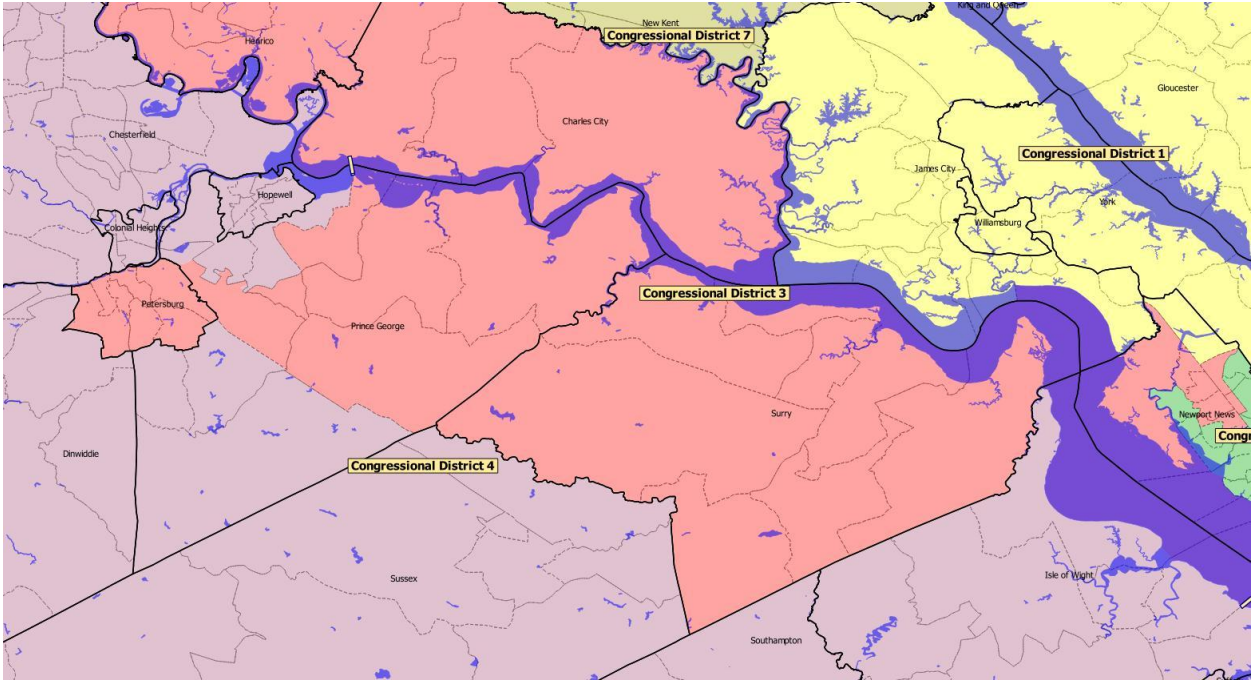 King and Queen
New Kent
Congressional District 7
Henrico
Gloucester
Charles City
Chesterfield
Congressional District 1
James City
Hopewell
York
Williamsburg
Colonial Heights
Congressional District 3
Petersburg
Prince George
Surry
Newport News
Congr
Dinwiddie
Congressional District 4
Isle of Wight
Sussex
Southampton